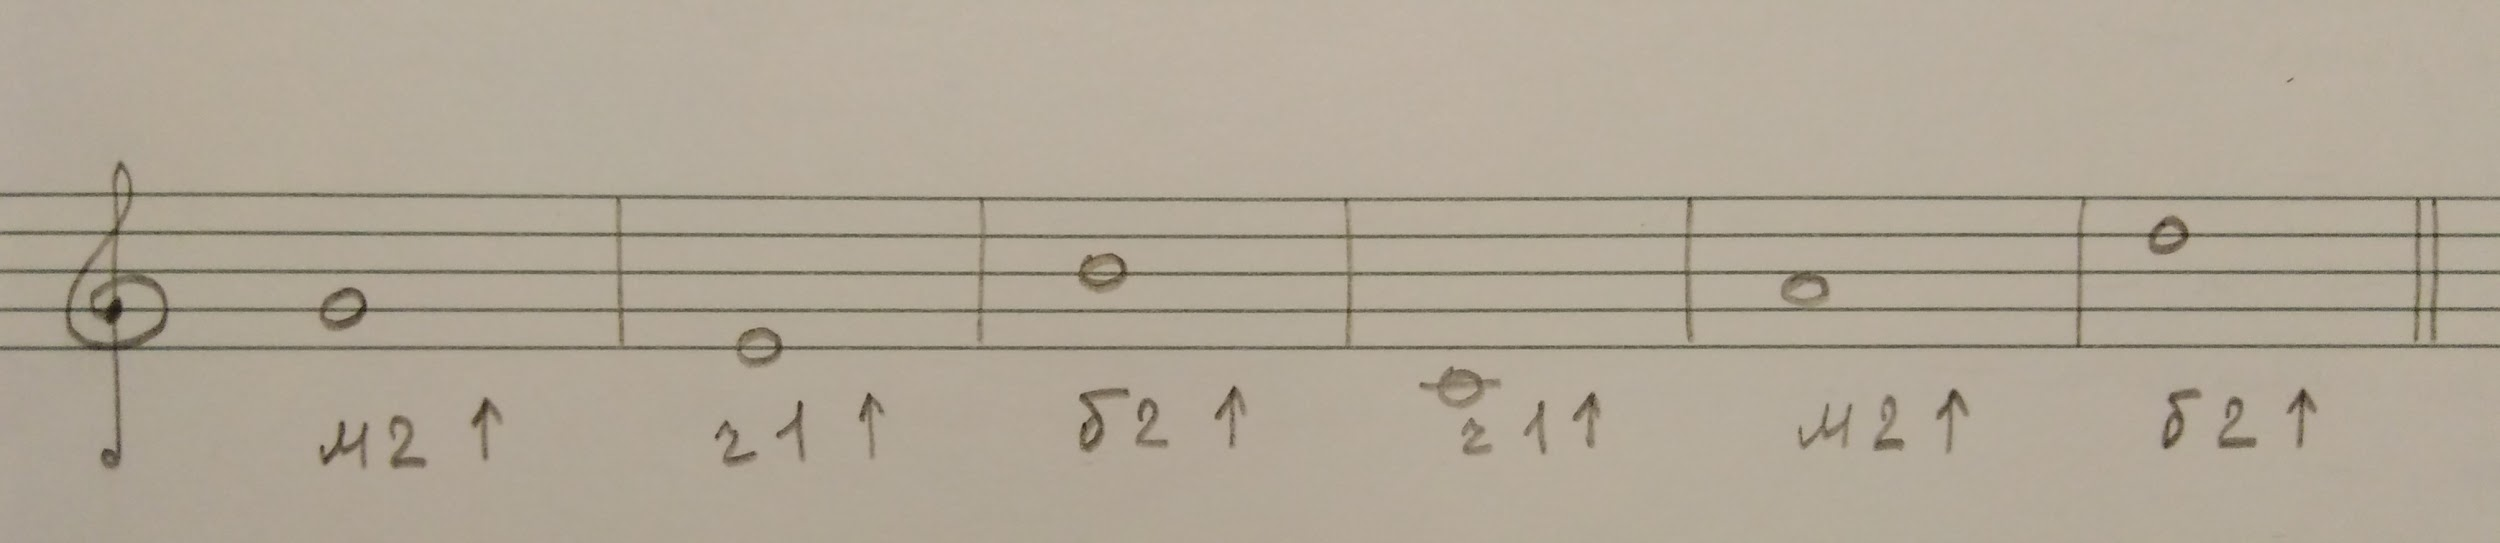 м2 ↑ ч1 ↑ б2 ↑ ч1 ↑ м2 ↑ б2 ↑